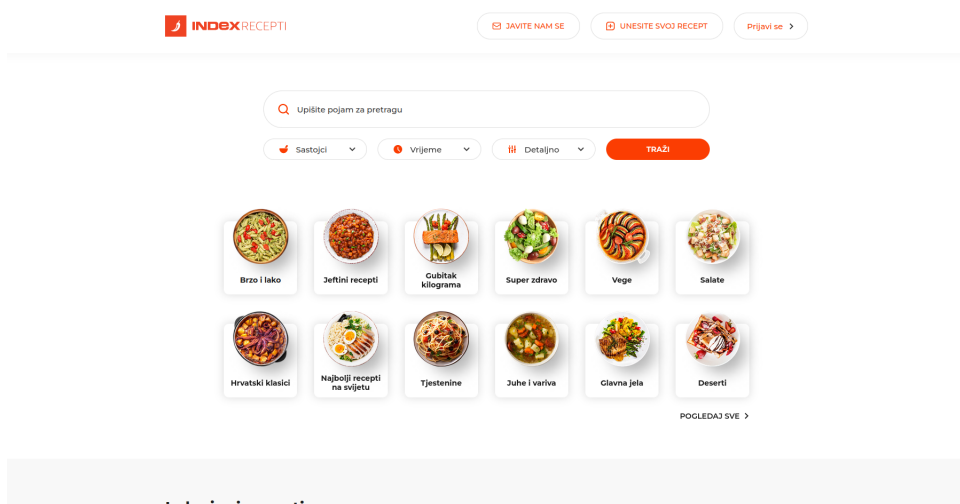 INDEX RECEPTI
JAVITE NAM SE
UNESITE SVOJ RECEPT
Prijavi se
Upišite pojam za pretragu
Sastojci
Vrijeme
Detaljno
TRAŽI
Brzo i lako
Jeftini recepti
Gubitak
kilograma
Super zdravo
Vege
Salate
Hrvatski klasici
Najbolji recepti
na svijetu
Tjestenine
Juhe i variva
Glavna jela
Deserti
POGLEDAJ SVE